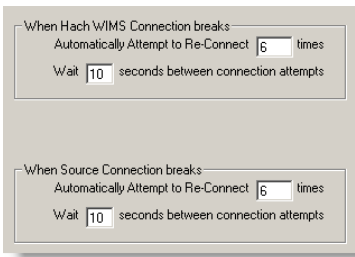 When Hach WIMS Connection breaks
Automatically Attempt to Re-Connect 6 times
Wait 10 seconds between connection attempts
When Source Connection breaks
Automatically Attempt to Re-Connect 6 times
Wait 10 seconds between connection attempts